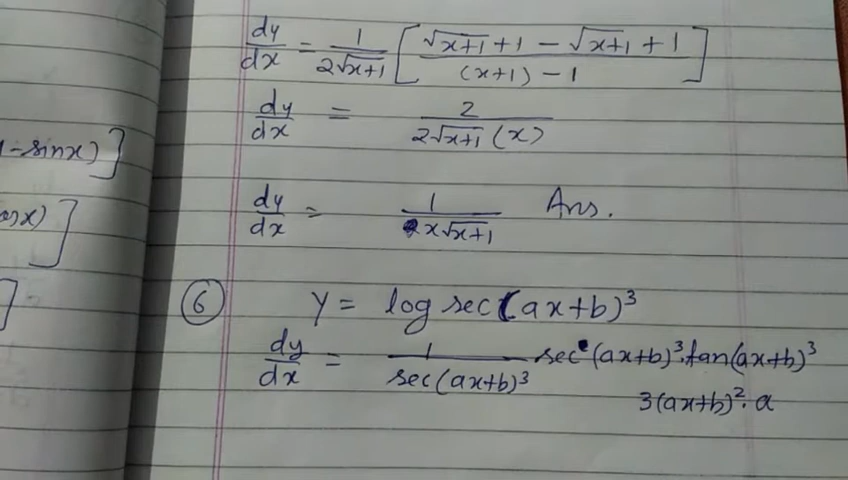 dy/dx = 1/(2√x+1) [ (√x+1 + 1 - √x+1 + 1)/((x+1) - 1) ]
dy/dx = 2/(2√x+1 (x))
dy/dx = 1/(x√x+1) Ans.
1-sinx)]
x)]
]
⑥ y = log sec(ax+b)³
dy/dx = 1/(sec(ax+b)³) sec(ax+b)³.tan(ax+b)³
3(ax+b)². a